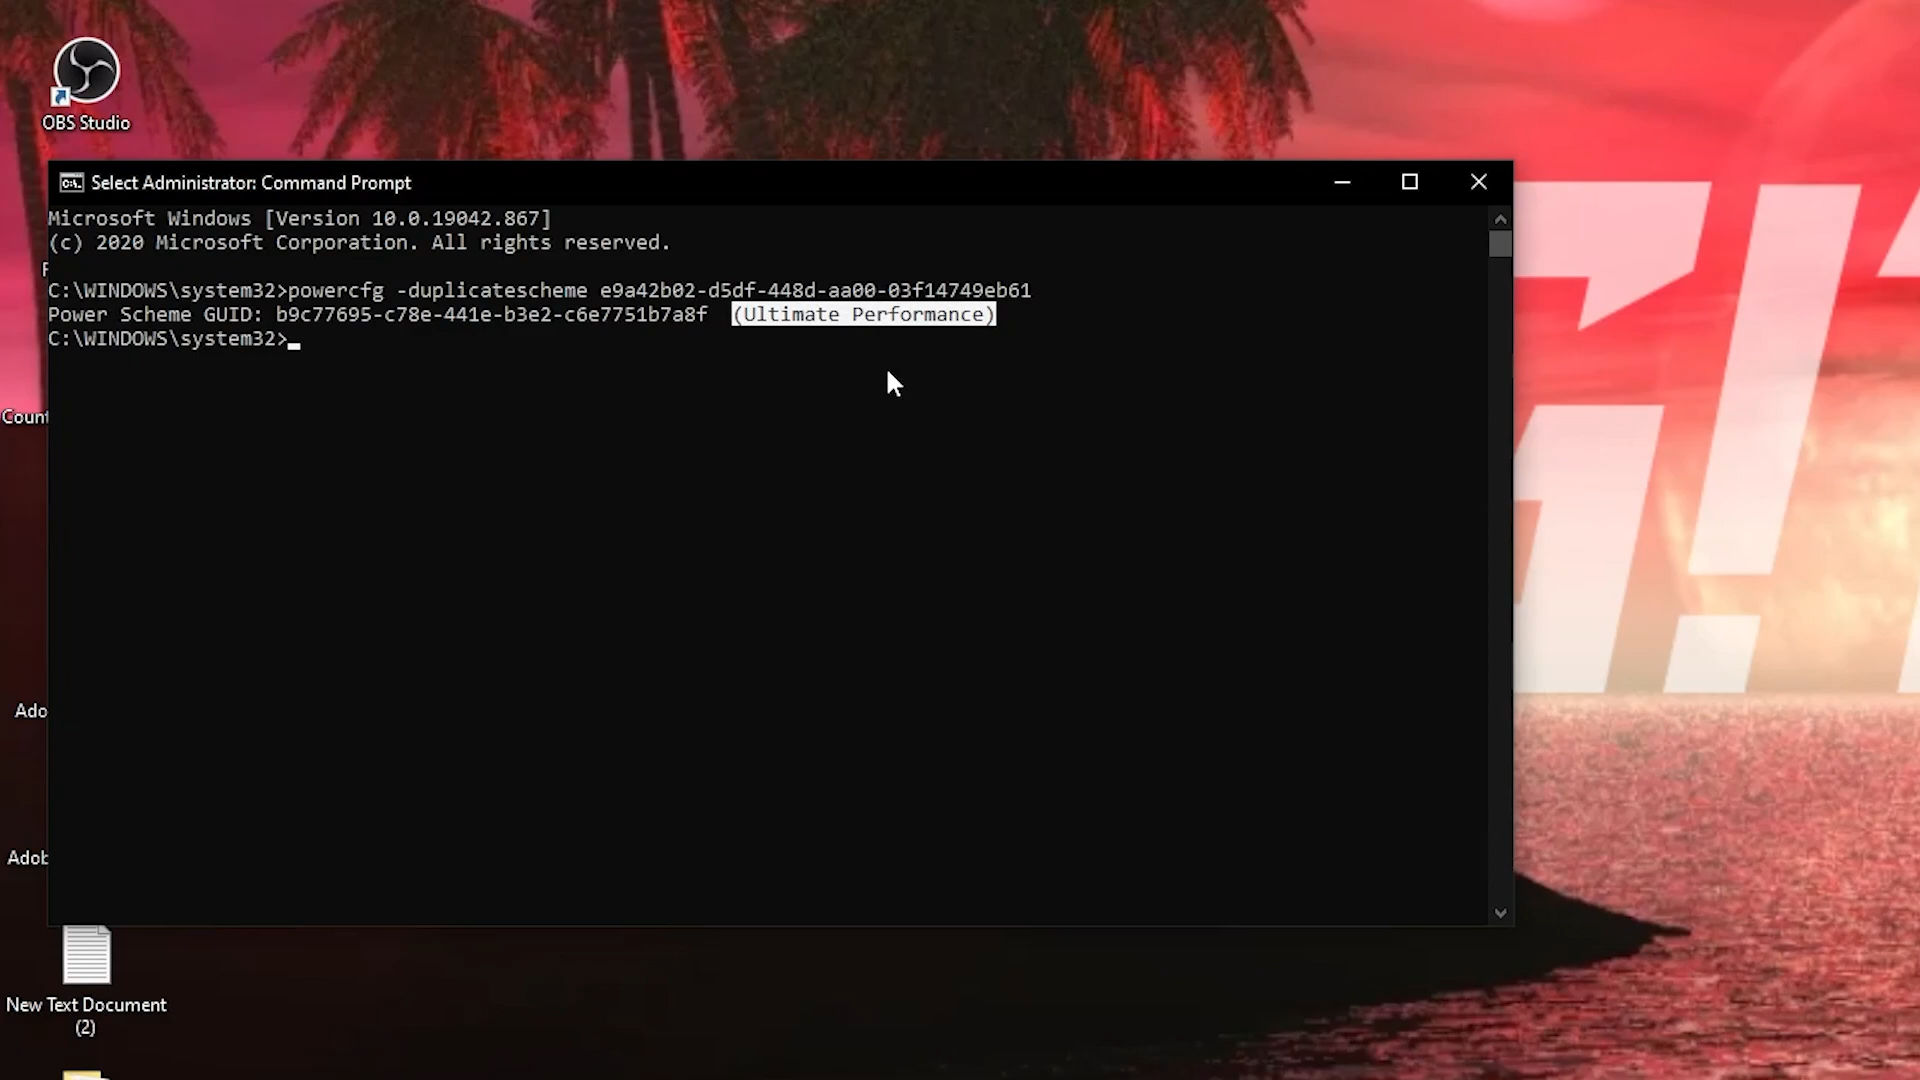 OBS Studio
Select Administrator: Command Prompt
Microsoft Windows [Version 10.0.19042.867]
(c) 2020 Microsoft Corporation. All rights reserved.
C:\WINDOWS\system32>powercfg -duplicatescheme e9a42b02-d5df-448d-aa00-03f14749eb61
Power Scheme GUID: b9c77695-c78e-441e-b3e2-c6e7751b7a8f  (Ultimate Performance)
C:\WINDOWS\system32>
Count
Ado
Adob
New Text Document
(2)